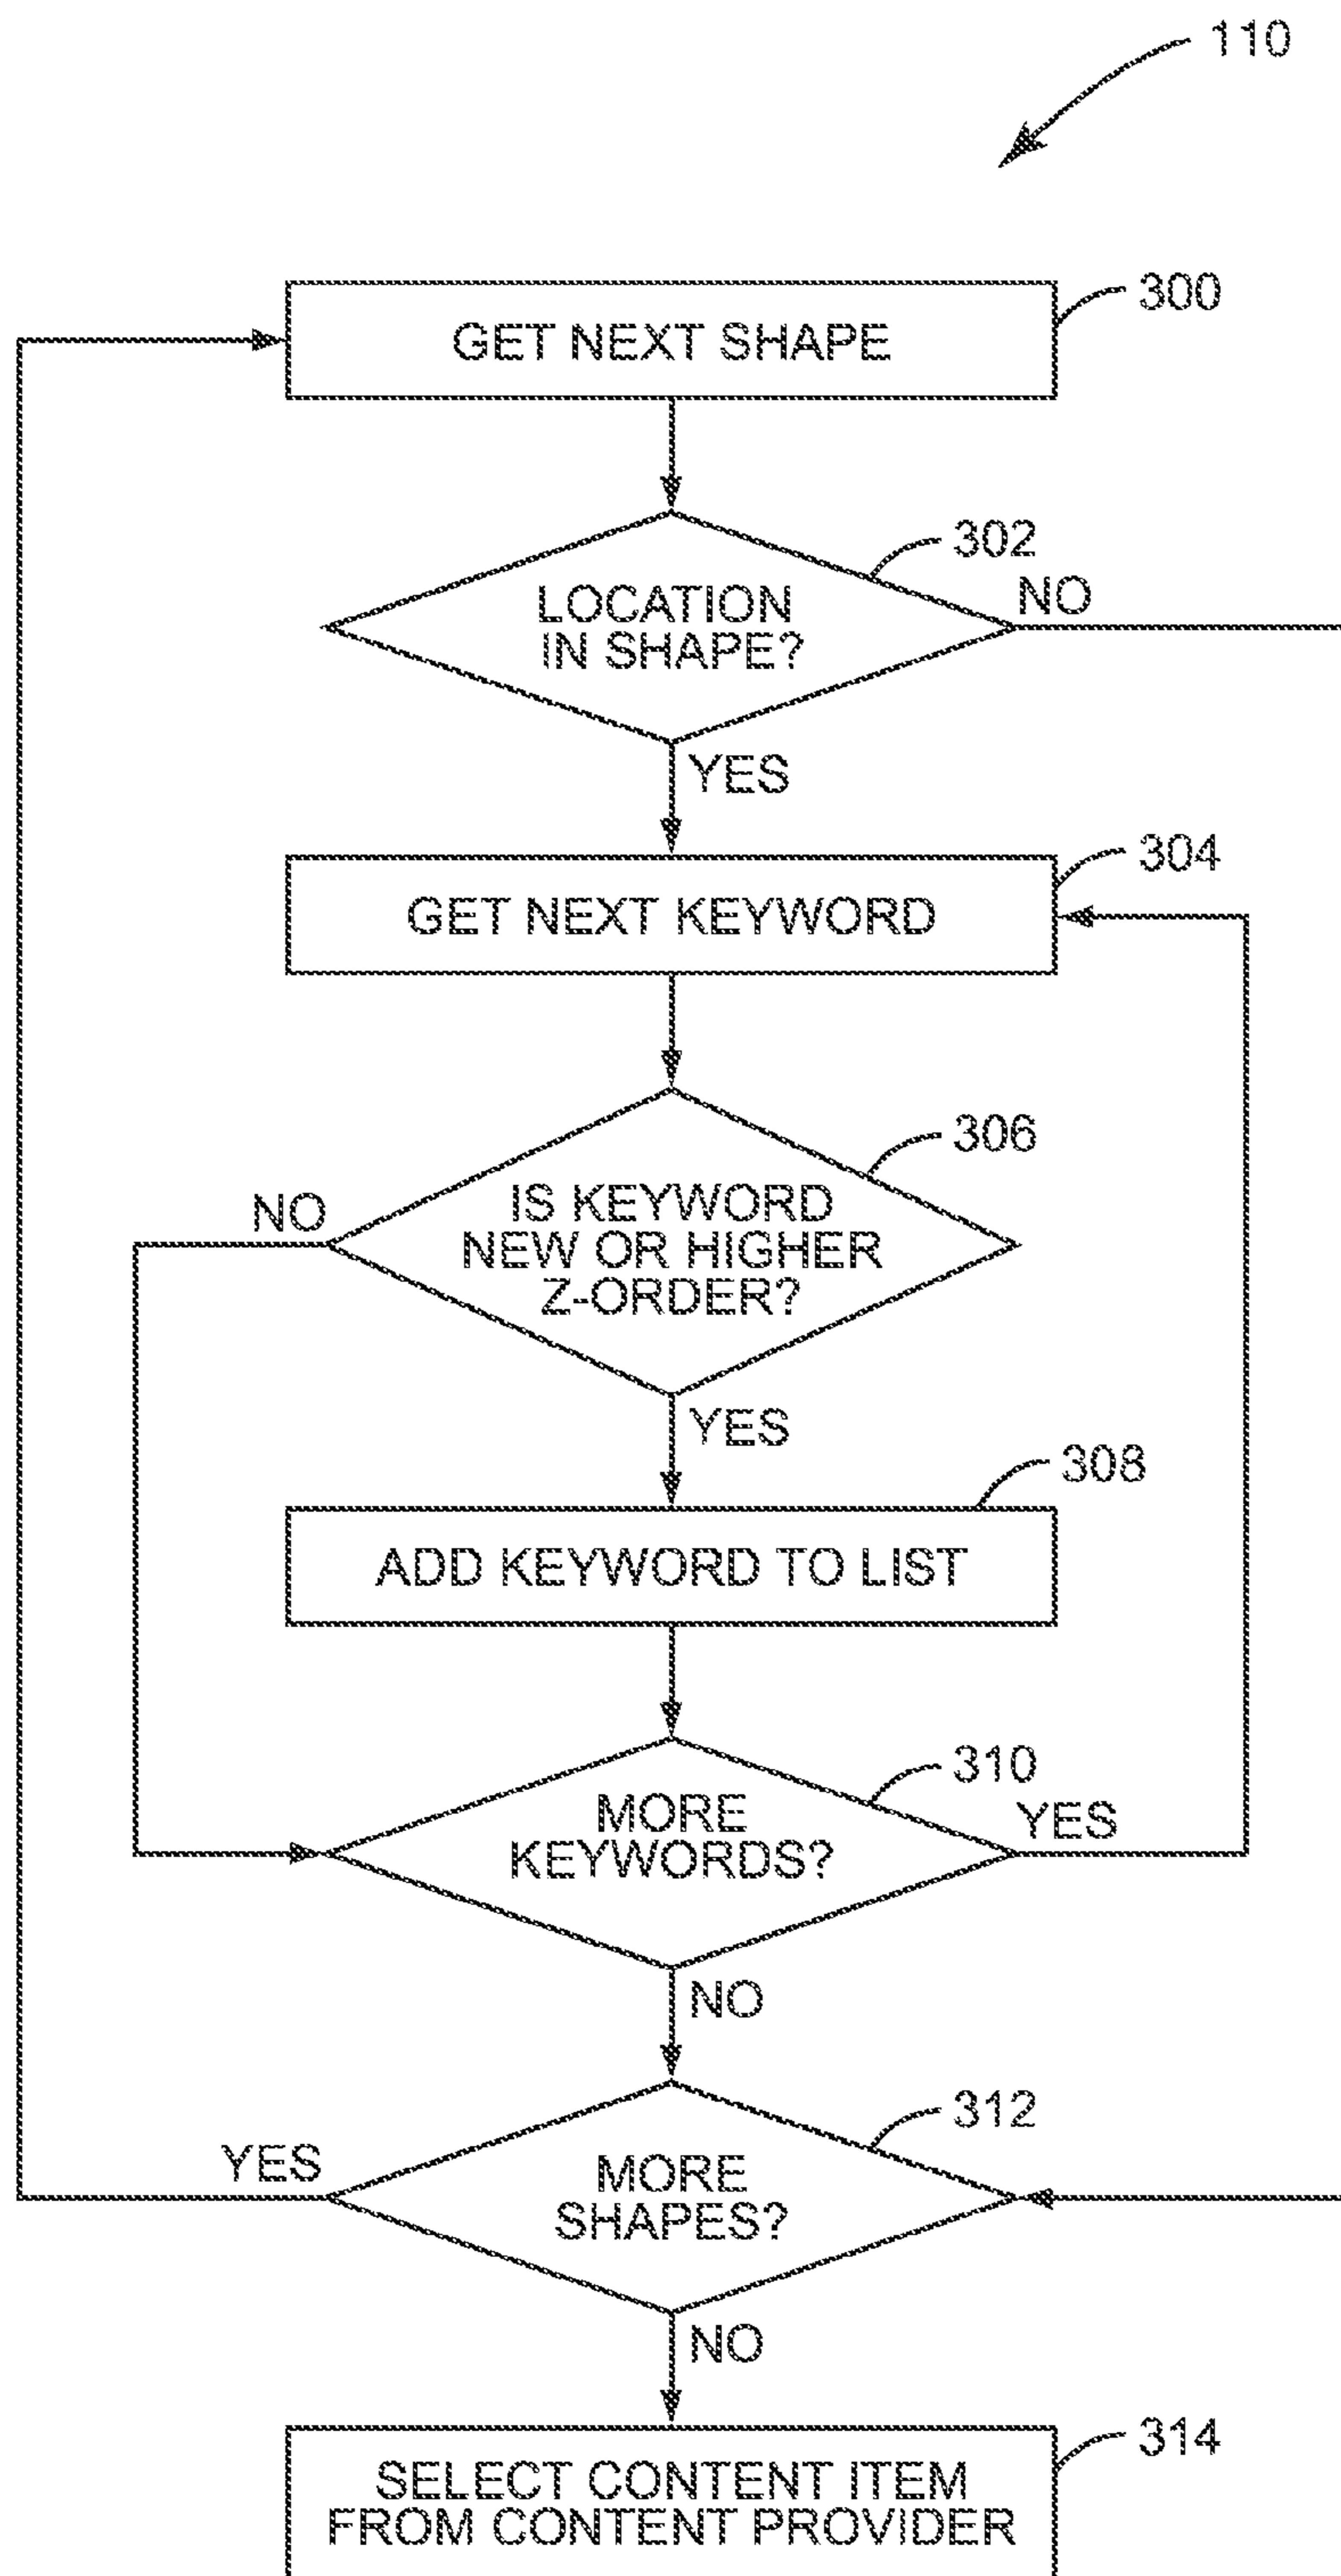 110
GET NEXT SHAPE
300
LOCATION
IN SHAPE?
302
NO
YES
GET NEXT KEYWORD
304
IS KEYWORD
NEW OR HIGHER
Z-ORDER?
306
NO
YES
ADD KEYWORD TO LIST
308
MORE
KEYWORDS?
310
YES
NO
MORE
SHAPES?
312
YES
NO
SELECT CONTENT ITEM
FROM CONTENT PROVIDER
314